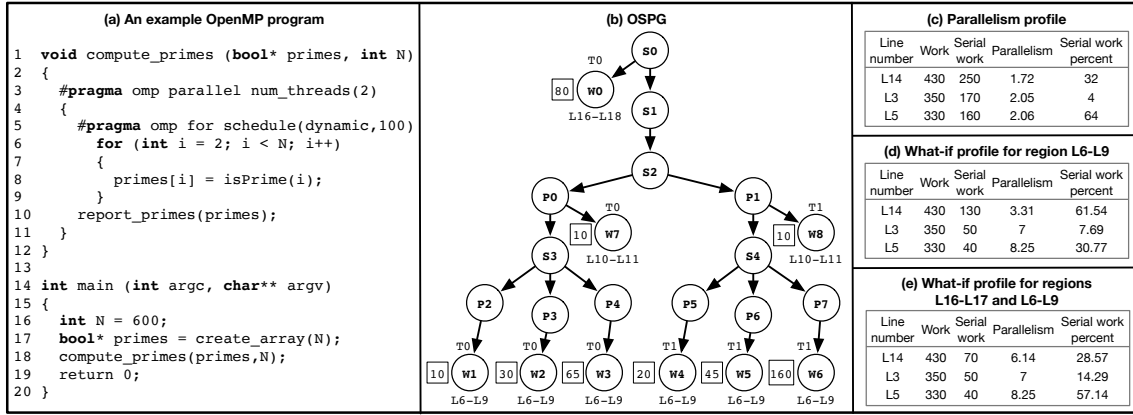 (a) An example OpenMP program
1 void compute_primes (bool* primes, int N)
2 {
3 #pragma omp parallel num_threads(2)
4 {
5 #pragma omp for schedule(dynamic,100)
6 for (int i = 2; i < N; i++)
7 {
8 primes[i] = isPrime(i);
9 }
10 report_primes(primes);
11 }
12 }
13
14 int main (int argc, char** argv)
15 {
16 int N = 600;
17 bool* primes = create_array(N);
18 compute_primes(primes,N);
19 return 0;
20 }
(b) OSPG
S0
T0
80 W0
L16-L18
S1
S2
P0 P1
T0 T1
10 W7 10 W8
L10-L11 L10-L11
S3 S4
P2 P3 P4 P5 P6 P7
T0 T0 T0 T1 T1 T1
10 W1 30 W2 65 W3 20 W4 45 W5 160 W6
L6-L9 L6-L9 L6-L9 L6-L9 L6-L9 L6-L9
(c) Parallelism profile
Line number Work Serial work Parallelism Serial work percent
L14 430 250 1.72 32
L3 350 170 2.05 4
L5 330 160 2.06 64
(d) What-if profile for region L6-L9
Line number Work Serial work Parallelism Serial work percent
L14 430 130 3.31 61.54
L3 350 50 7 7.69
L5 330 40 8.25 30.77
(e) What-if profile for regions
L16-L17 and L6-L9
Line number Work Serial work Parallelism Serial work percent
L14 430 70 6.14 28.57
L3 350 50 7 14.29
L5 330 40 8.25 57.14